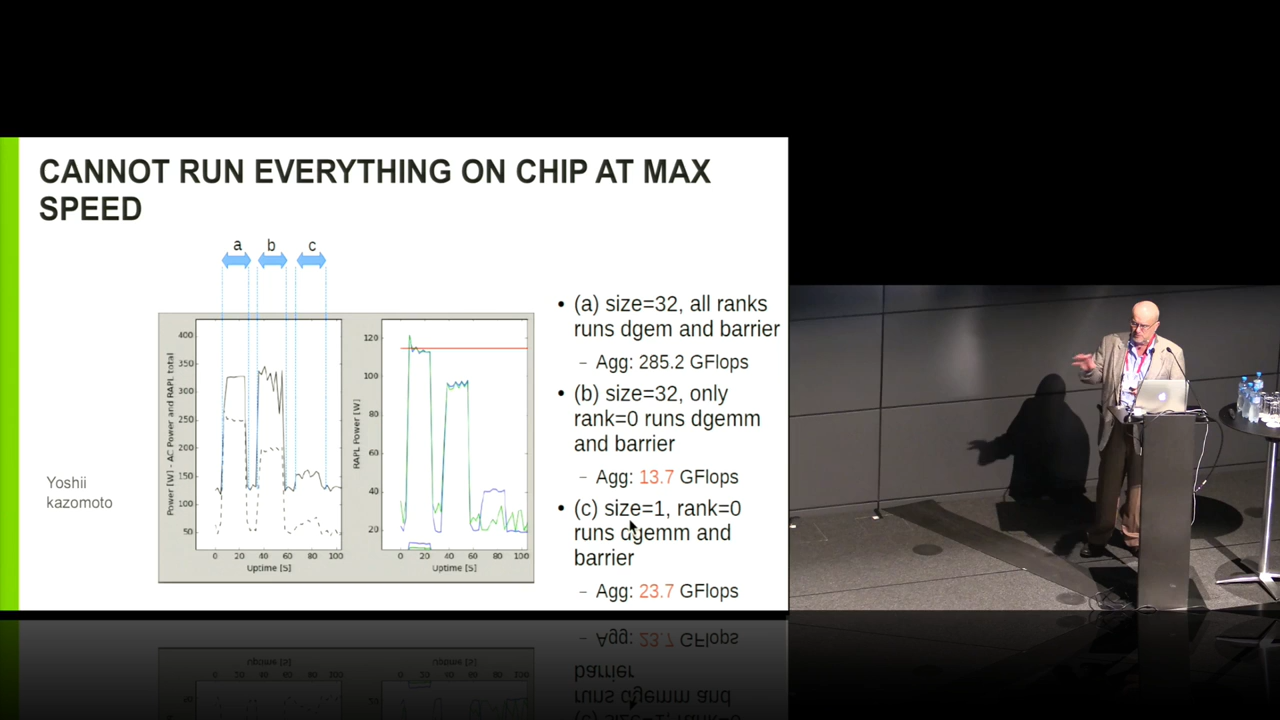 CANNOT RUN EVERYTHING ON CHIP AT MAX
SPEED
a b c
Power [W] - AC Power and RAPL total
400
350
300
250
200
150
100
50
0 20 40 60 80 100
Uptime [S]
RAPL Power [W]
120
100
80
60
40
20
0 20 40 60 80 100
Uptime [S]
Yoshii
kazomoto
• (a) size=32, all ranks
runs dgem and barrier
– Agg: 285.2 GFlops
• (b) size=32, only
rank=0 runs dgemm
and barrier
– Agg: 13.7 GFlops
• (c) size=1, rank=0
runs dgemm and
barrier
– Agg: 23.7 GFlops